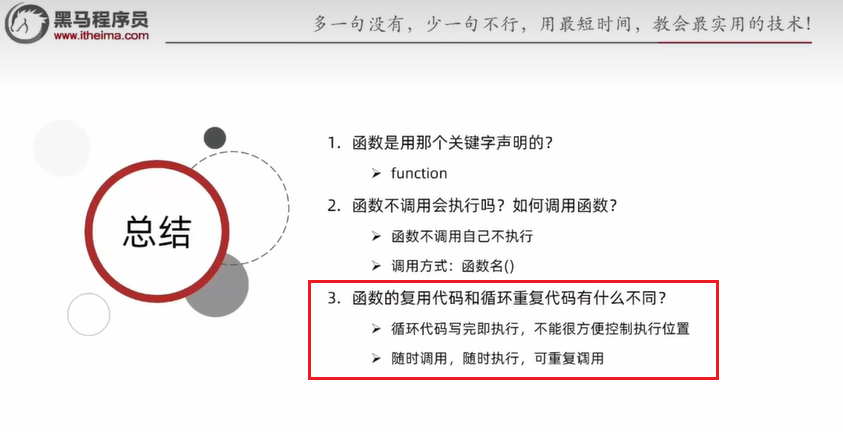 黑马程序员
www.itheima.com
多一句没有，少一句不行，用最短时间，教会最实用的技术！
总结
1. 函数是用那个关键字声明的？
➢ function
2. 函数不调用会执行吗？如何调用函数？
➢ 函数不调用自己不执行
➢ 调用方式：函数名()
3. 函数的复用代码和循环重复代码有什么不同？
➢ 循环代码写完即执行，不能很方便控制执行位置
➢ 随时调用，随时执行，可重复调用